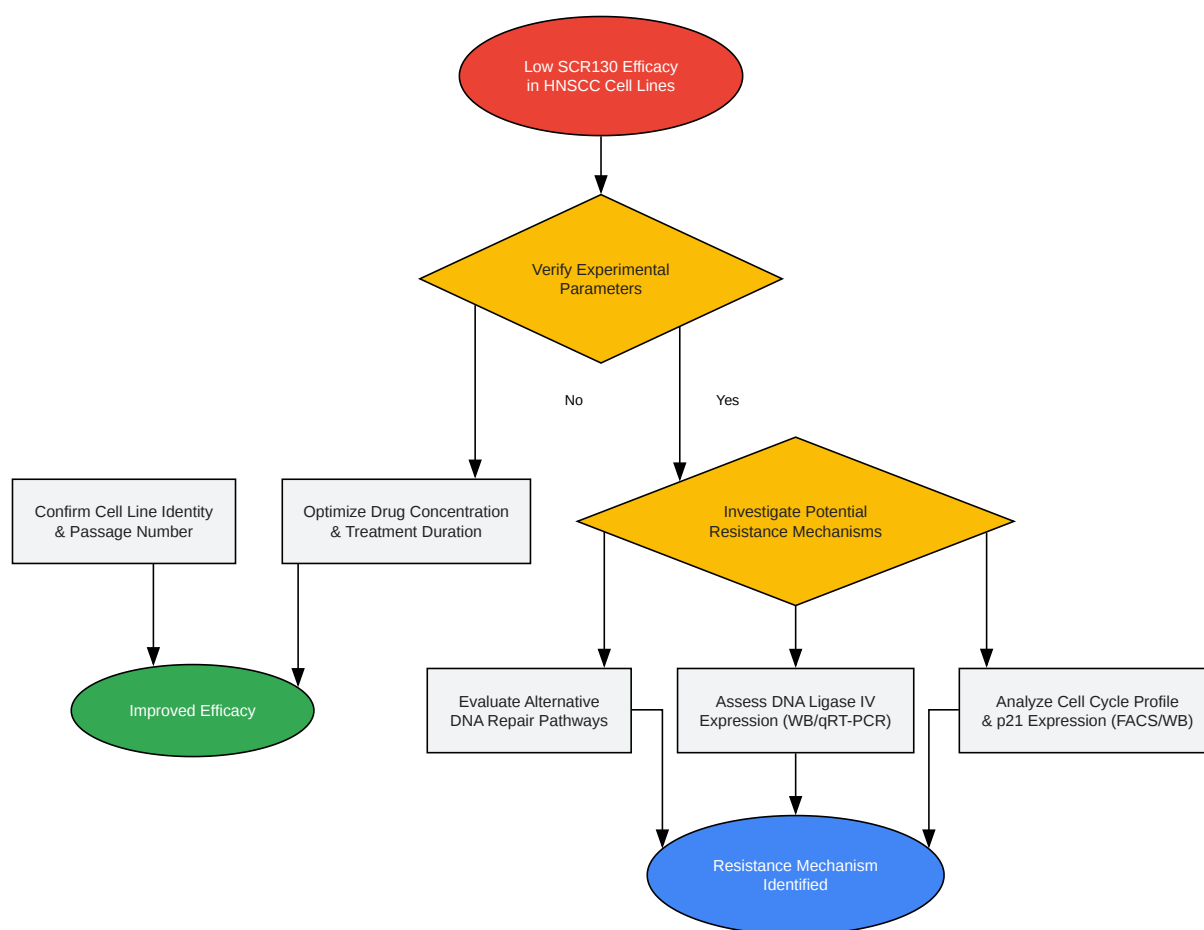 Low SCR130 Efficacy
in HNSCC Cell Lines
Verify Experimental
Parameters
No
Yes
Confirm Cell Line Identity
& Passage Number
Optimize Drug Concentration
& Treatment Duration
Investigate Potential
Resistance Mechanisms
Improved Efficacy
Evaluate Alternative
DNA Repair Pathways
Assess DNA Ligase IV
Expression (WB/qRT-PCR)
Analyze Cell Cycle Profile
& p21 Expression (FACS/WB)
Resistance Mechanism
Identified